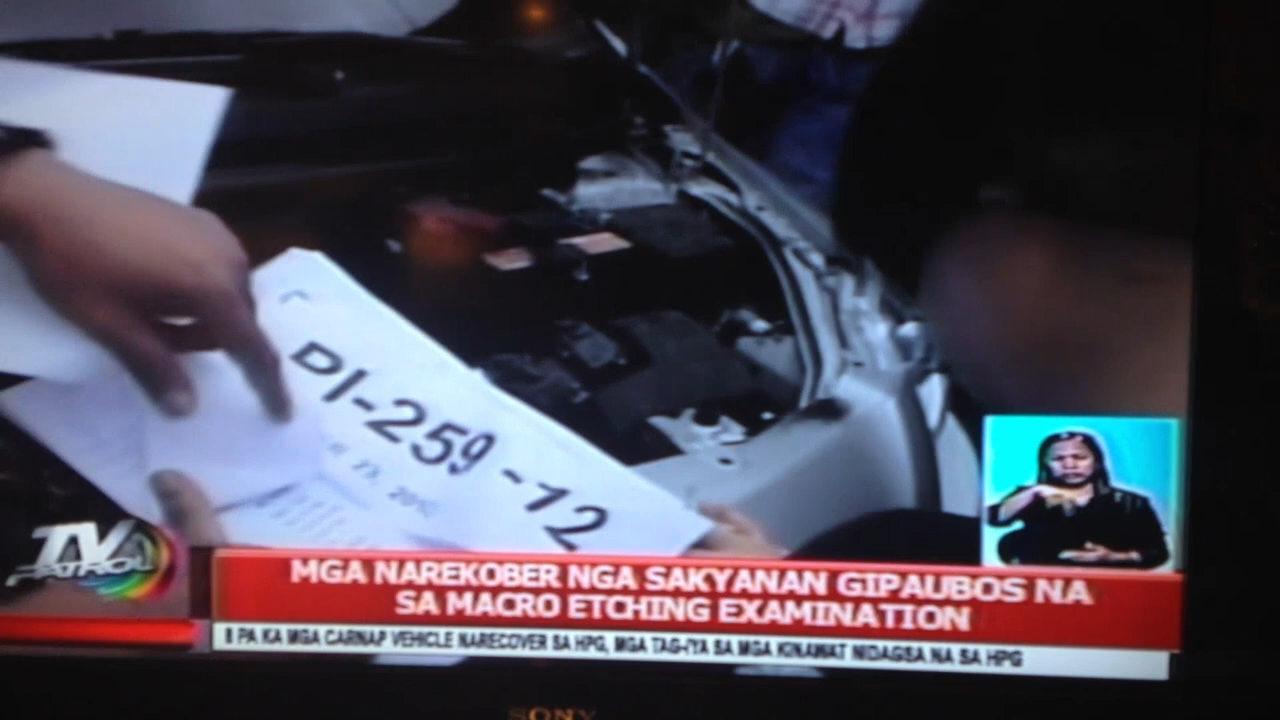 PI-259-12
TV
PATROL
MGA NAREKOBER NGA SAKYANAN GIPAUBOS NA
SA MACRO ETCHING EXAMINATION
PA KA MGA CARNAP VEHICLE NARECOVER SA HPG, MGA TAG-IYA SA MGA KINAWAT NIDAGSA NA SA HPG
SONY